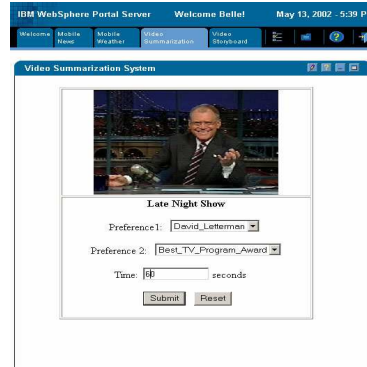 IBM WebSphere Portal Server Welcome Belle! May 13, 2002 - 5:39 P
Welcome Mobile News Mobile Weather Video Summarization Video Storyboard
Video Summarization System
Late Night Show
Preference1: David_Letterman
Preference 2: Best_TV_Program_Award
Time: 60 seconds
Submit Reset